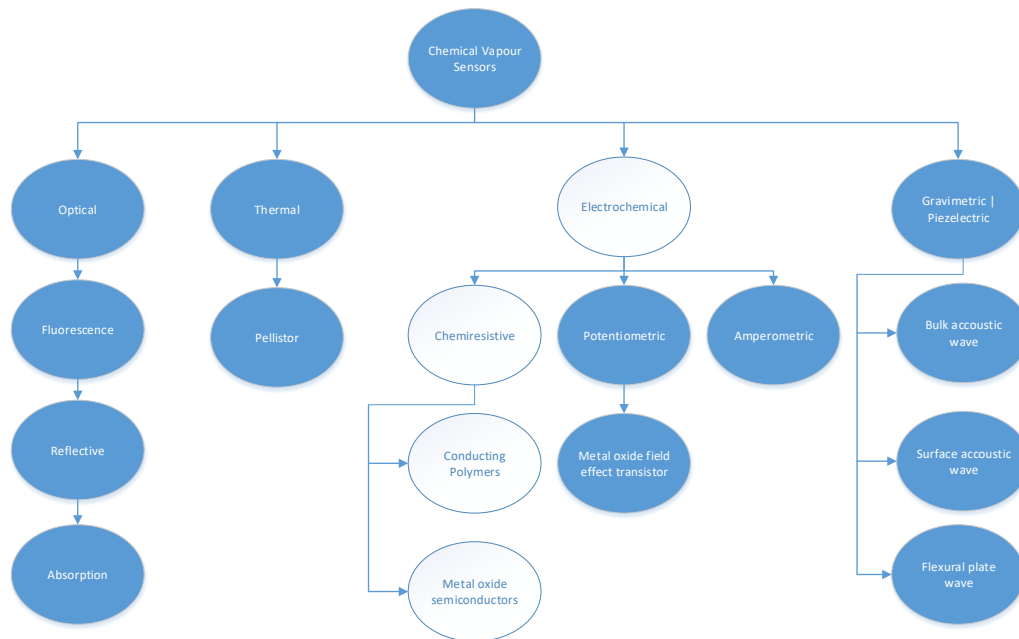 Chemical Vapour
Sensors
Optical
Thermal
Electrochemical
Gravimetric |
Piezelectric
Fluorescence
Pellistor
Chemiresistive
Potentiometric
Amperometric
Bulk accoustic
wave
Reflective
Conducting
Polymers
Metal oxide field
effect transistor
Surface accoustic
wave
Absorption
Metal oxide
semiconductors
Flexural plate
wave